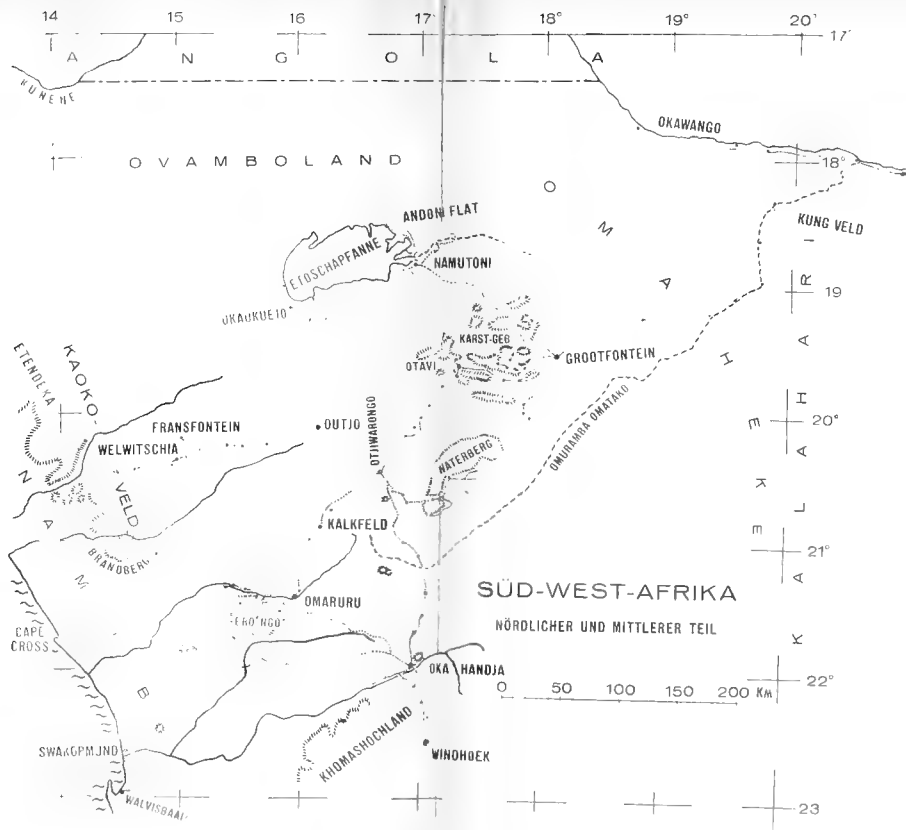 14 15 16 17° 18° 19 20°
17°
ANGOLA
KUNENE
OKAWANGO
OVAMBOLAND
18°
ANDONI FLAT
KUNG VELD
ETOSCHAPFANNE
NAMUTONI
OMAHEKE
KALAHARI
19
OKAUKUEJO
KARST-GEB
OTAVI
GROOTFONTEIN
ETENDEKA
KAOKO-
VELD
FRANSFONTEIN
OUTJO
20°
WELWITSCHIA
OTJIWARONGO
WATERBERG
OMURAMBA OMATAKO
NAMIB
KALKFELD
BRANDBERG
21°
SÜD-WEST-AFRIKA
NÖRDLICHER UND MITTLERER TEIL
OMARURU
ERONGO
CAPE
CROSS
OKAHANDJA
0 50 100 150 200 KM
22°
KHOMASHOCHLAND
SWAKOPMUND
WINDHOEK
WALVISBAAI
23